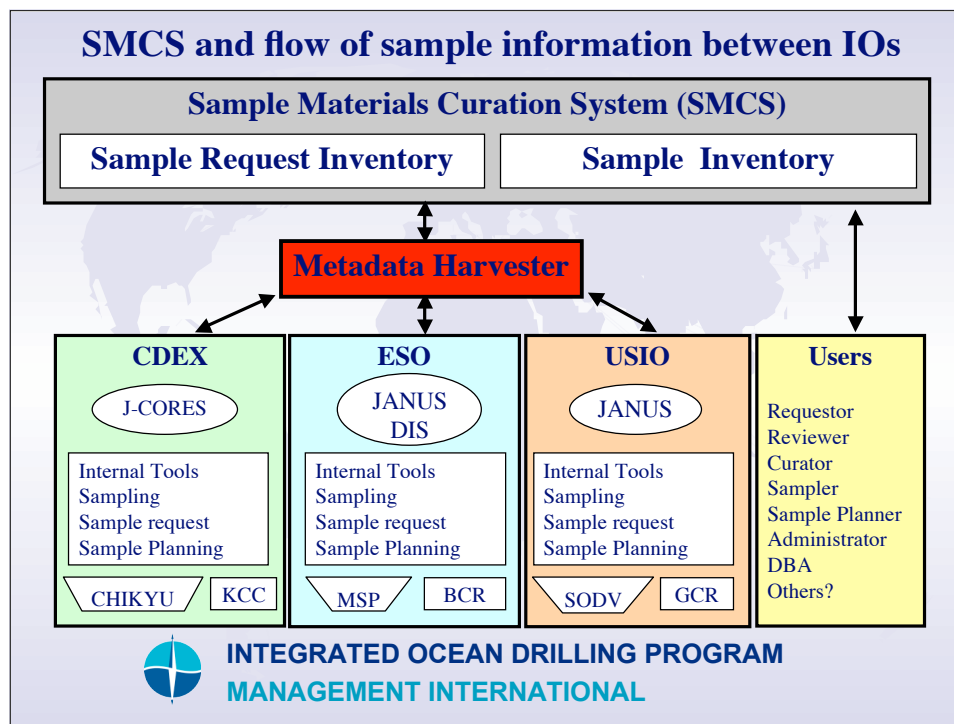 SMCS and flow of sample information between IOs
Sample Materials Curation System (SMCS)
Sample Request Inventory
Sample Inventory
Metadata Harvester
CDEX
J-CORES
Internal Tools
Sampling
Sample request
Sample Planning
CHIKYU
KCC
ESO
JANUS
DIS
Internal Tools
Sampling
Sample request
Sample Planning
MSP
BCR
USIO
JANUS
Internal Tools
Sampling
Sample request
Sample Planning
SODV
GCR
Users
Requestor
Reviewer
Curator
Sampler
Sample Planner
Administrator
DBA
Others?
INTEGRATED OCEAN DRILLING PROGRAM
MANAGEMENT INTERNATIONAL